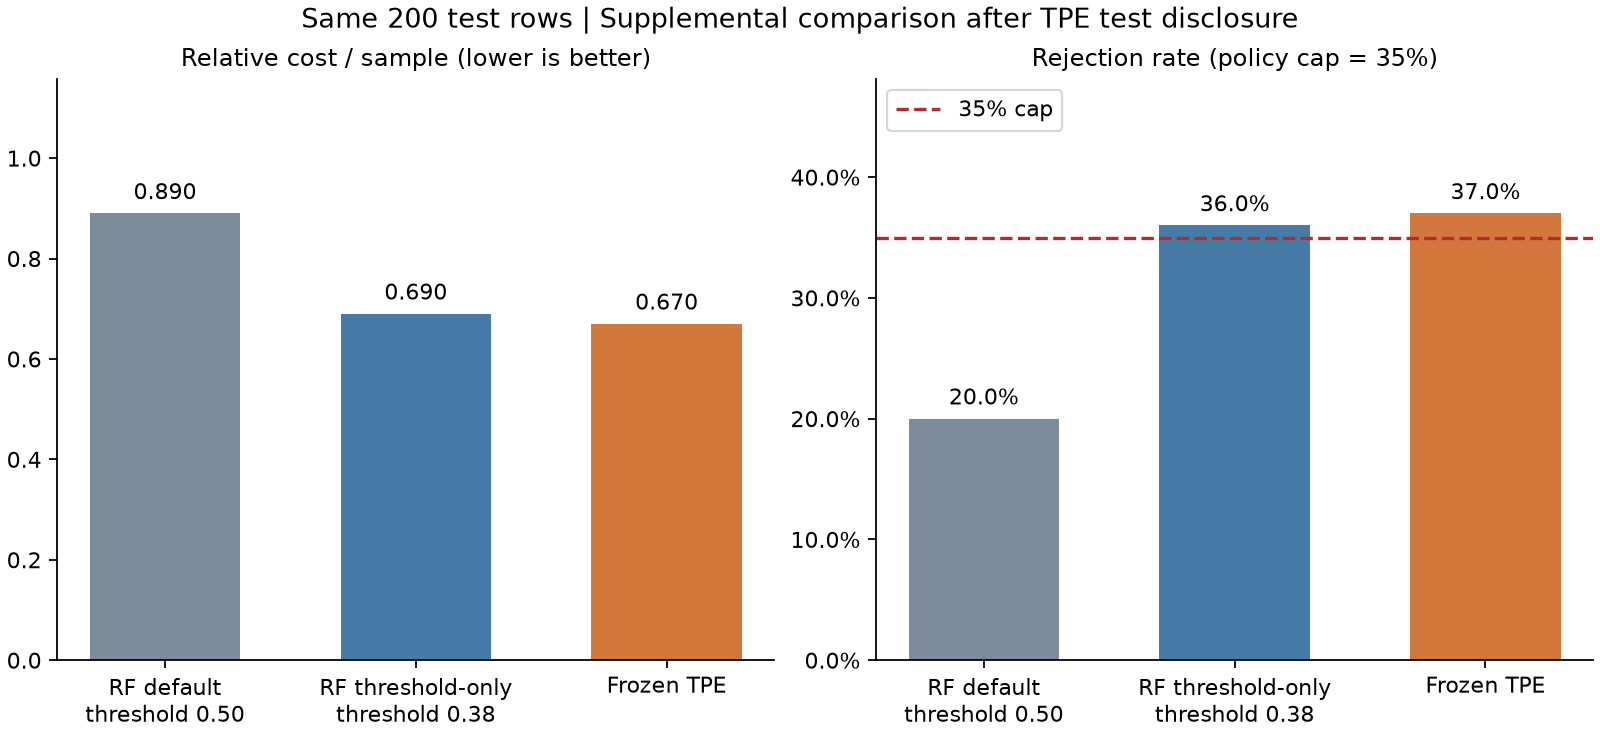 Same 200 test rows | Supplemental comparison after TPE test disclosure
Relative cost / sample (lower is better)
1.0
0.8
0.6
0.4
0.2
0.0
0.890
0.690
0.670
RF default
threshold 0.50
RF threshold-only
threshold 0.38
Frozen TPE
Rejection rate (policy cap = 35%)
35% cap
40.0%
30.0%
20.0%
10.0%
0.0%
20.0%
36.0%
37.0%
RF default
threshold 0.50
RF threshold-only
threshold 0.38
Frozen TPE